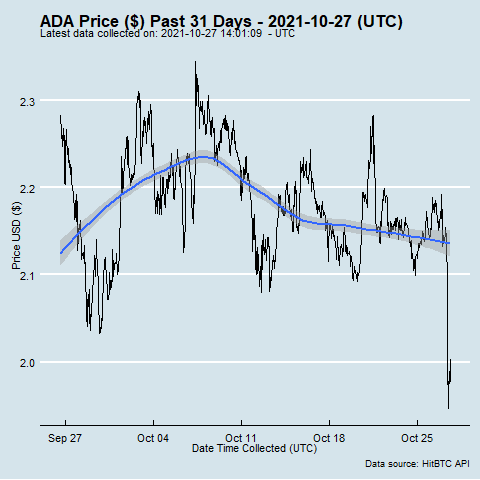 ADA Price ($) Past 31 Days - 2021-10-27 (UTC)
Latest data collected on: 2021-10-27 14:01:09  - UTC
2.3
2.2
2.1
2.0
Price USD ($)
Sep 27 Oct 04 Oct 11 Oct 18 Oct 25
Date Time Collected (UTC)
Data source: HitBTC API